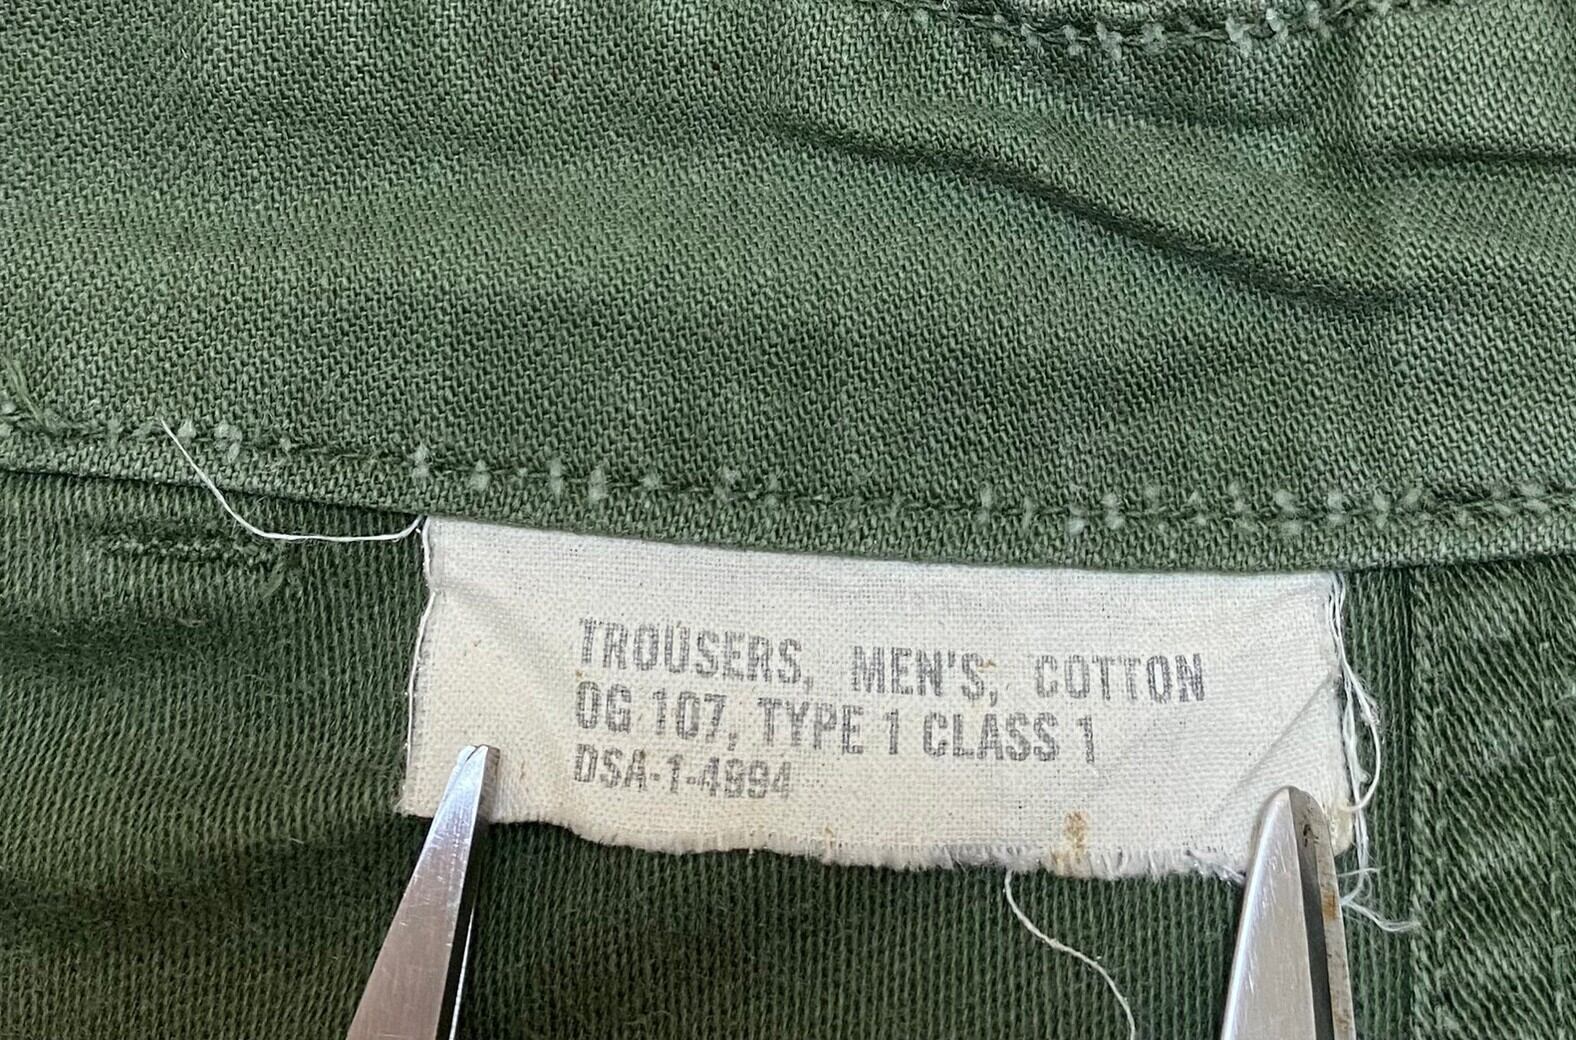 TROUSERS, MEN'S, COTTON
OG 107, TYPE 1 CLASS 1
DSA-1-4994